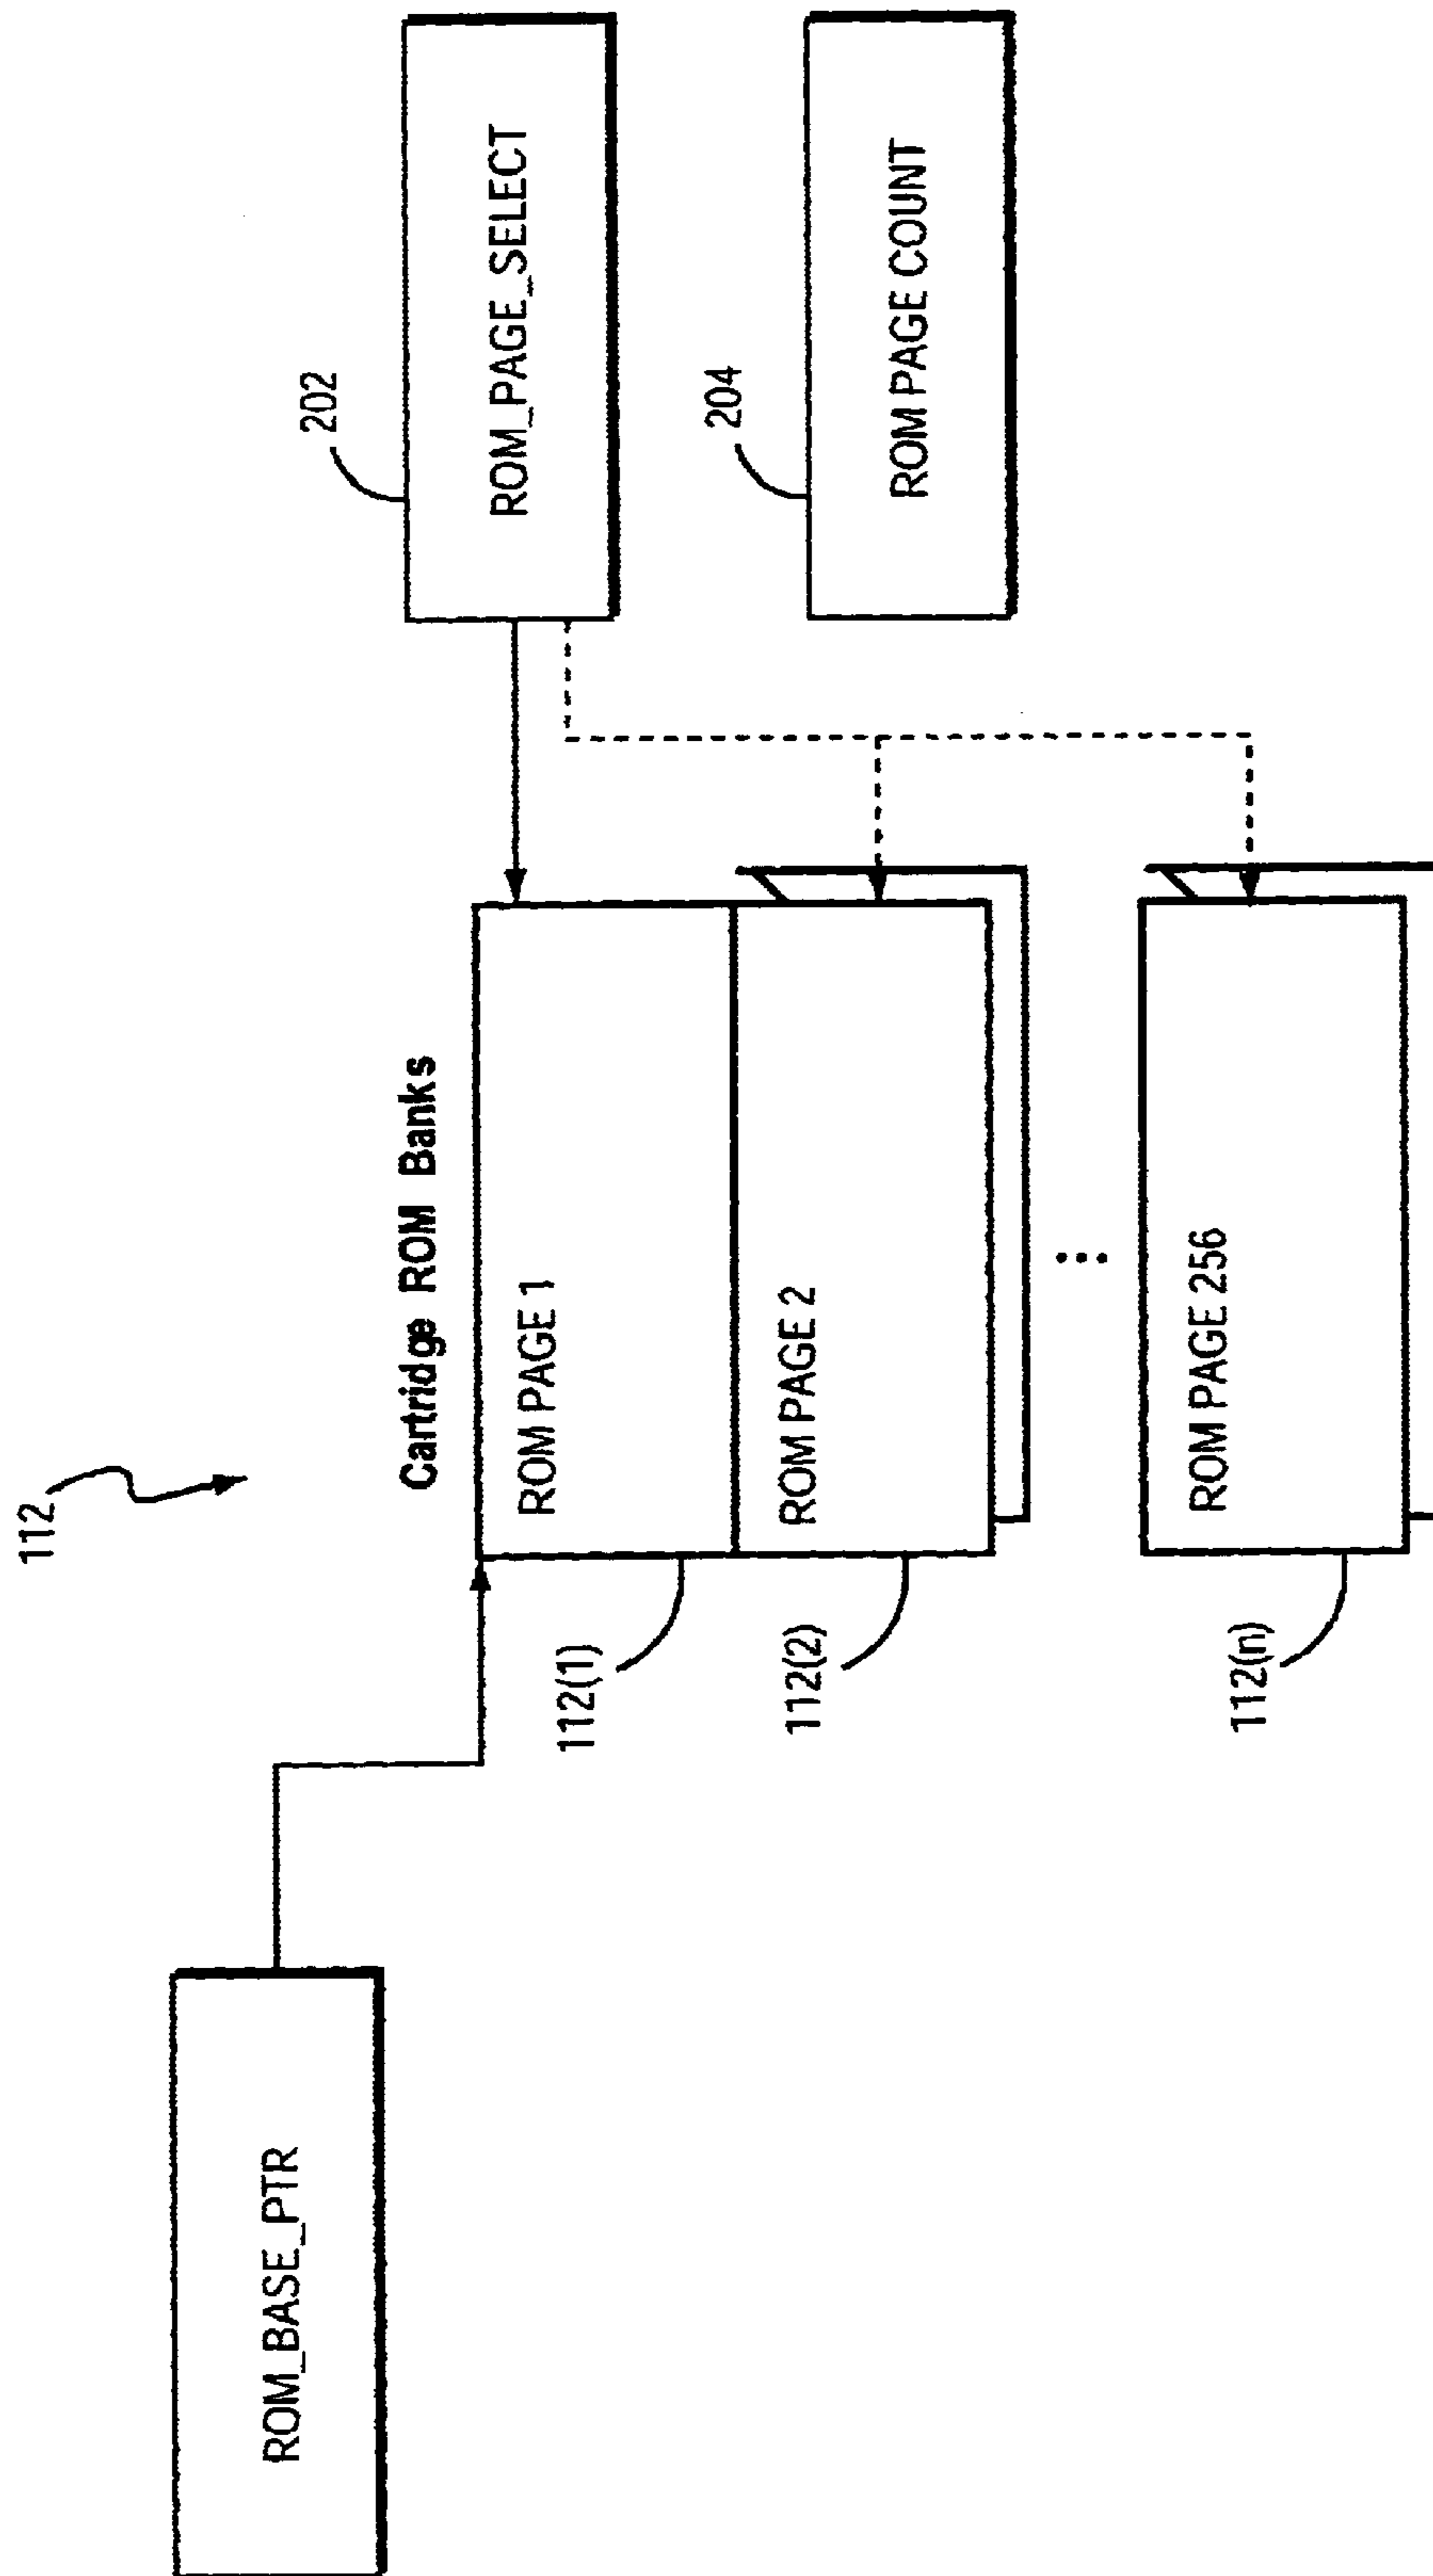 112
Cartridge ROM Banks
ROM_BASE_PTR
ROM PAGE 1
112(1)
ROM PAGE 2
112(2)
ROM PAGE 256
112(n)
202
ROM_PAGE_SELECT
204
ROM PAGE COUNT